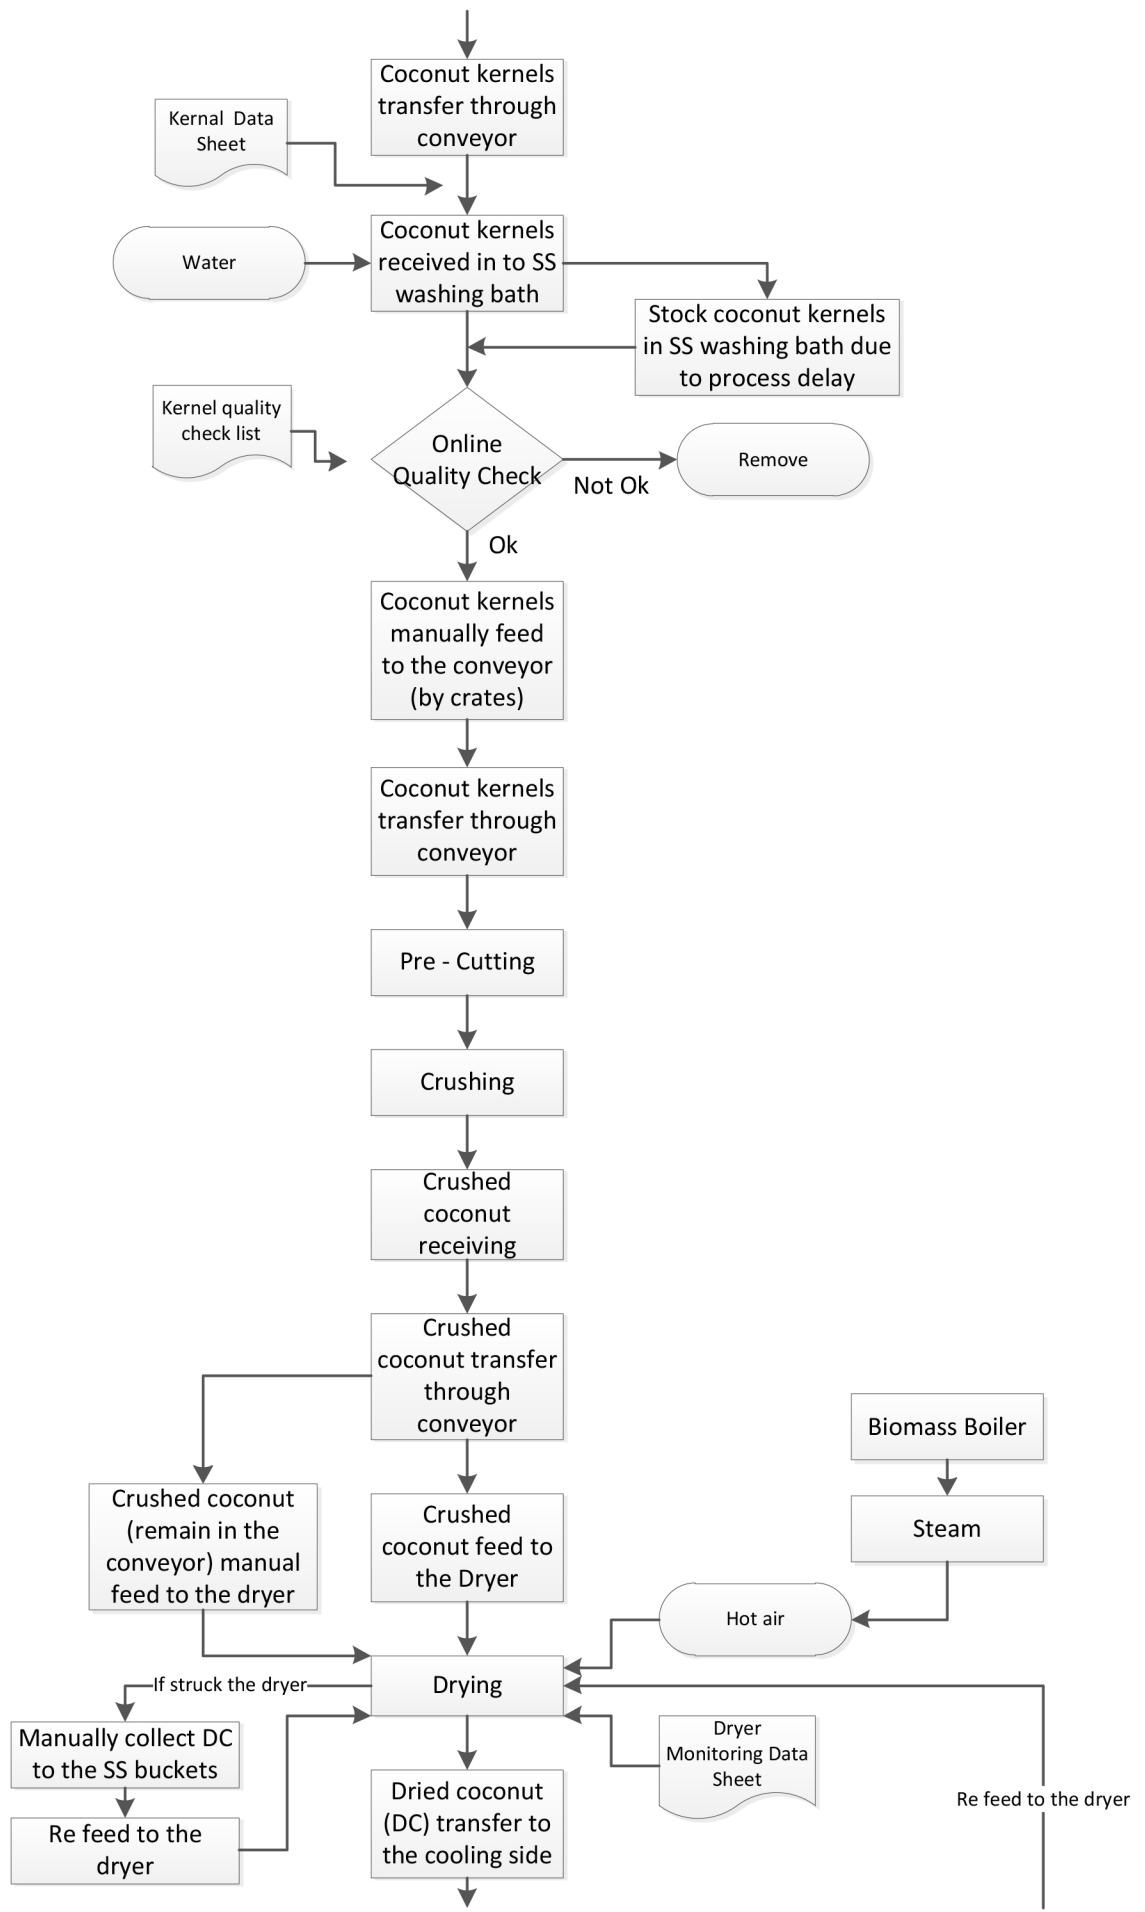 Coconut kernels
transfer through
conveyor
Kernal  Data
Sheet
Coconut kernels
received in to SS
washing bath
Water
Stock coconut kernels
in SS washing bath due
to process delay
Kernel quality
check list
Online
Quality Check
Not Ok
Remove
Ok
Coconut kernels
manually feed
to the conveyor
(by crates)
Coconut kernels
transfer through
conveyor
Pre - Cutting
Crushing
Crushed
coconut
receiving
Crushed
coconut transfer
through
conveyor
Biomass Boiler
Crushed coconut
(remain in the
conveyor) manual
feed to the dryer
Crushed
coconut feed to
the Dryer
Steam
Hot air
Drying
If struck the dryer
Manually collect DC
to the SS buckets
Dryer
Monitoring Data
Sheet
Dried coconut
(DC) transfer to
the cooling side
Re feed to the dryer
Re feed to the
dryer